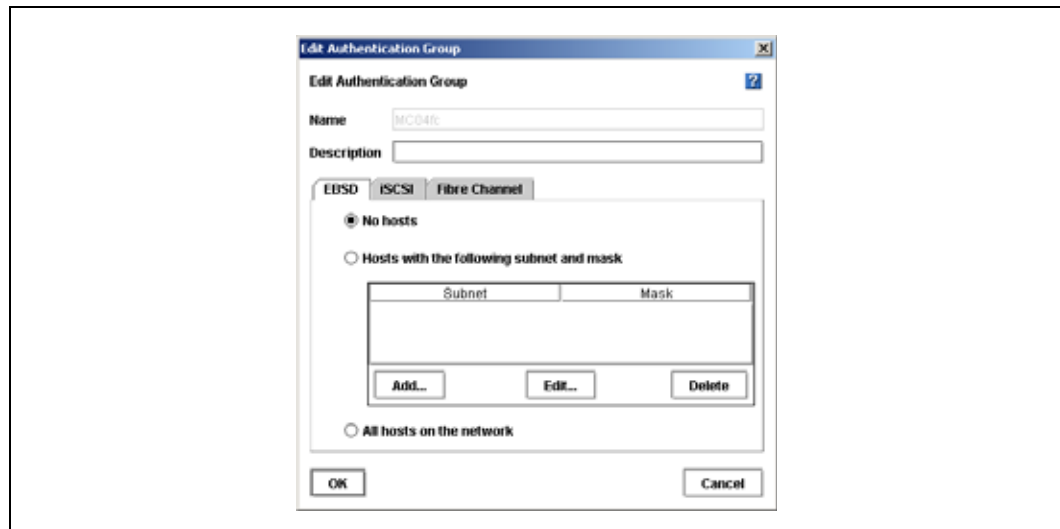 Edit Authentication Group
Edit Authentication Group
Name MC04fc
Description
EBSD iSCSI Fibre Channel
No hosts
Hosts with the following subnet and mask
Subnet Mask
Add... Edit... Delete
All hosts on the network
OK Cancel